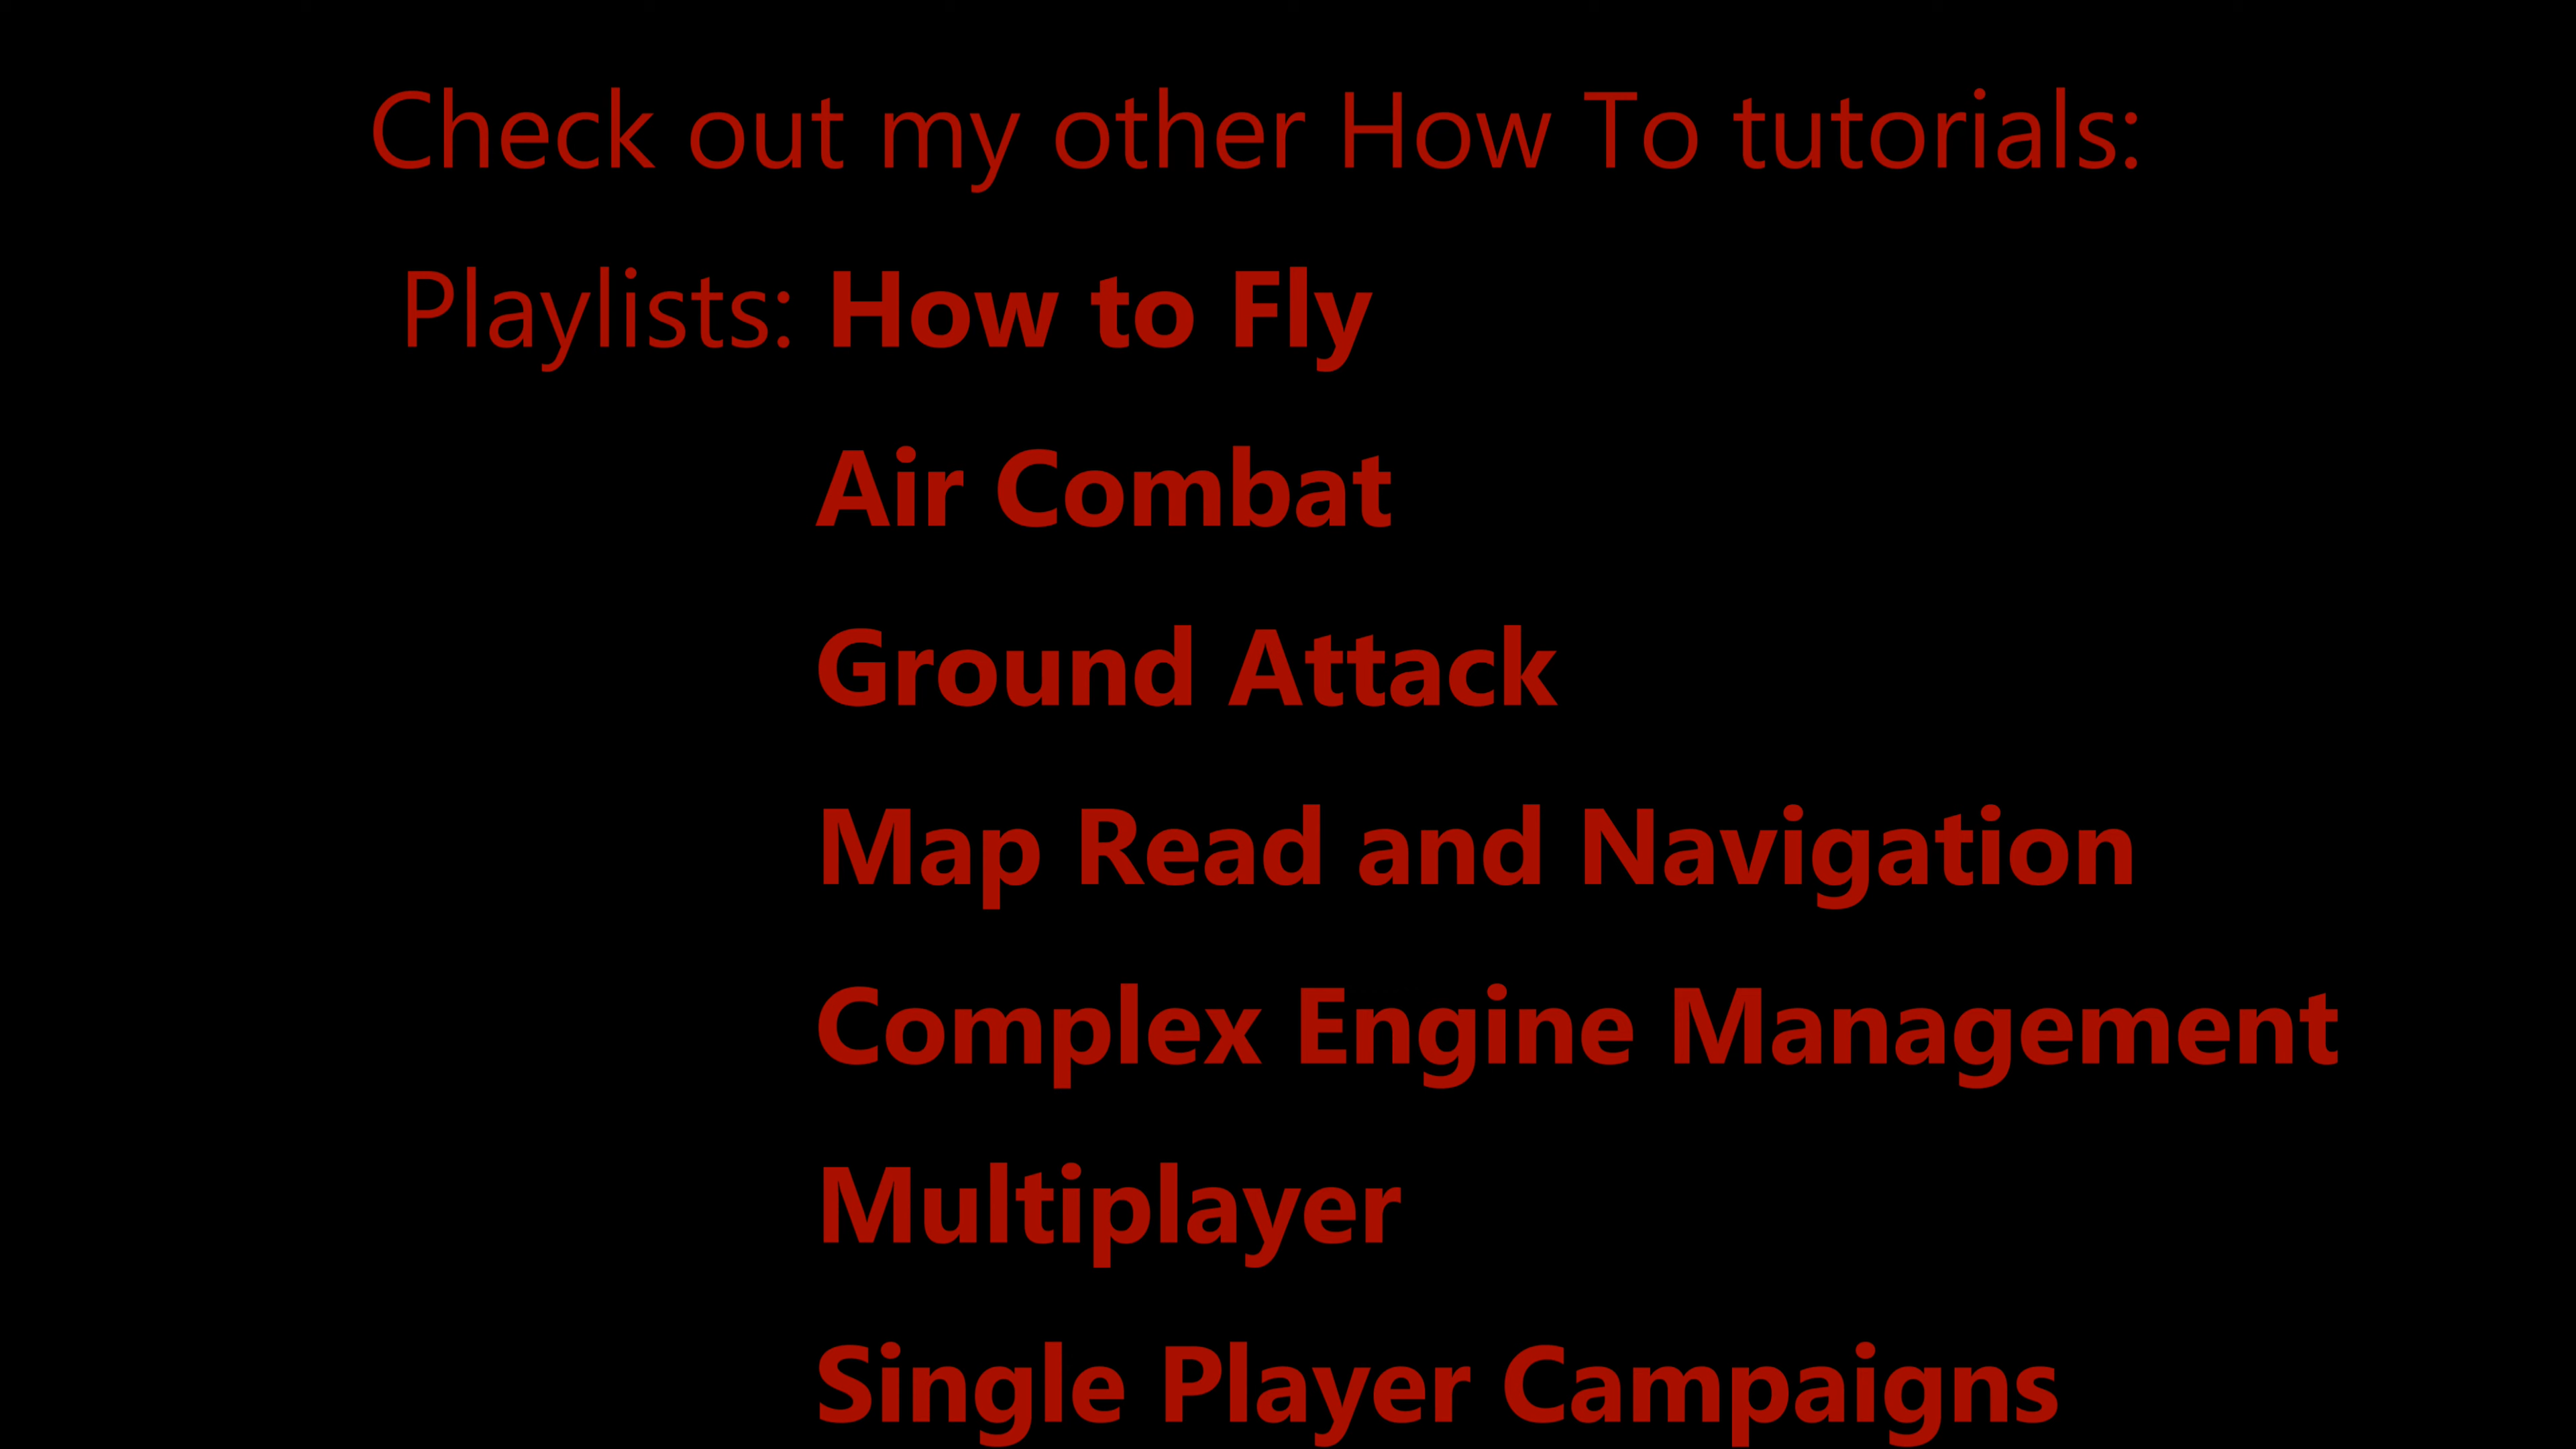 Check out my other How To tutorials:
Playlists: How to Fly
Air Combat
Ground Attack
Map Read and Navigation
Complex Engine Management
Multiplayer
Single Player Campaigns